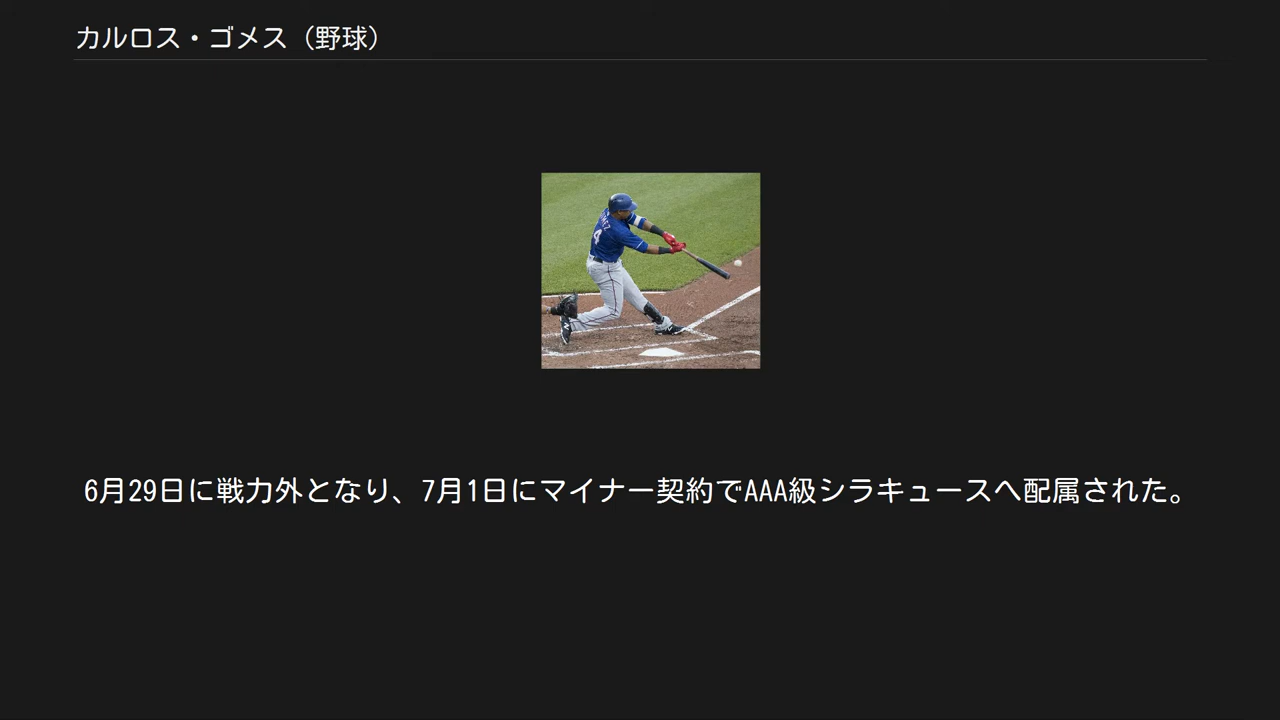 カルロス・ゴメス（野球）
4
6月29日に戦力外となり、7月1日にマイナー契約でAAA級シラキュースへ配属された。